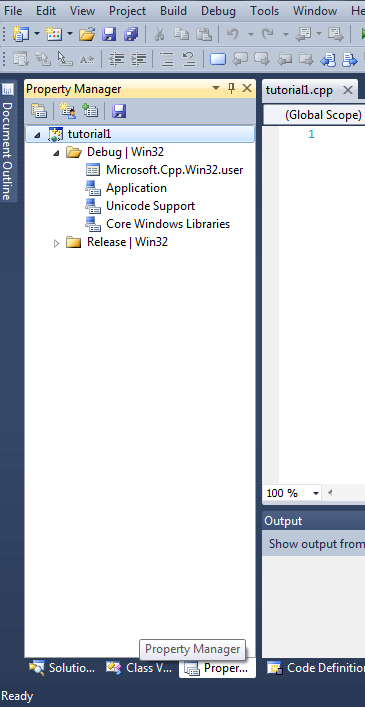 File Edit View Project Build Debug Tools Window He
Document Outline
Property Manager
tutorial1.cpp
(Global Scope)
tutorial1
1
Debug | Win32
Microsoft.Cpp.Win32.user
Application
Unicode Support
Core Windows Libraries
Release | Win32
100 %
Output
Show output from
Property Manager
Solutio... Class V... Proper... Code Definition
Ready